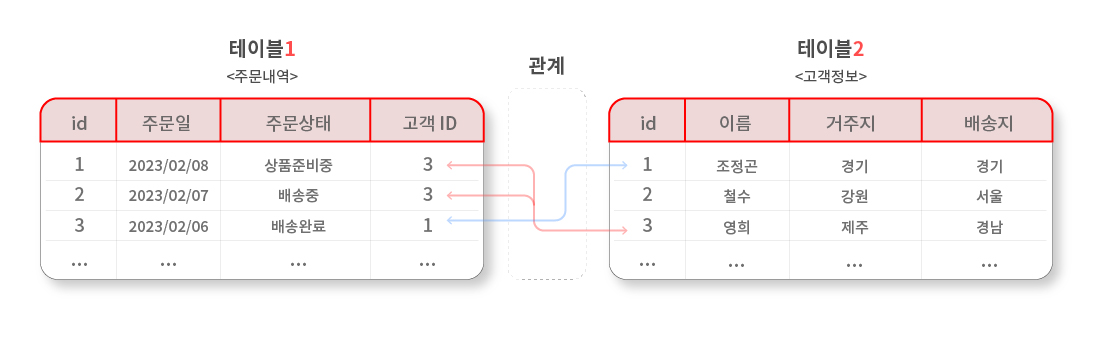 테이블1
<주문내역>
id 주문일 주문상태 고객 ID
1 2023/02/08 상품준비중 3
2 2023/02/07 배송중 3
3 2023/02/06 배송완료 1
... ... ... ...
관계
테이블2
<고객정보>
id 이름 거주지 배송지
1 조정곤 경기 경기
2 철수 강원 서울
3 영희 제주 경남
... ... ... ...